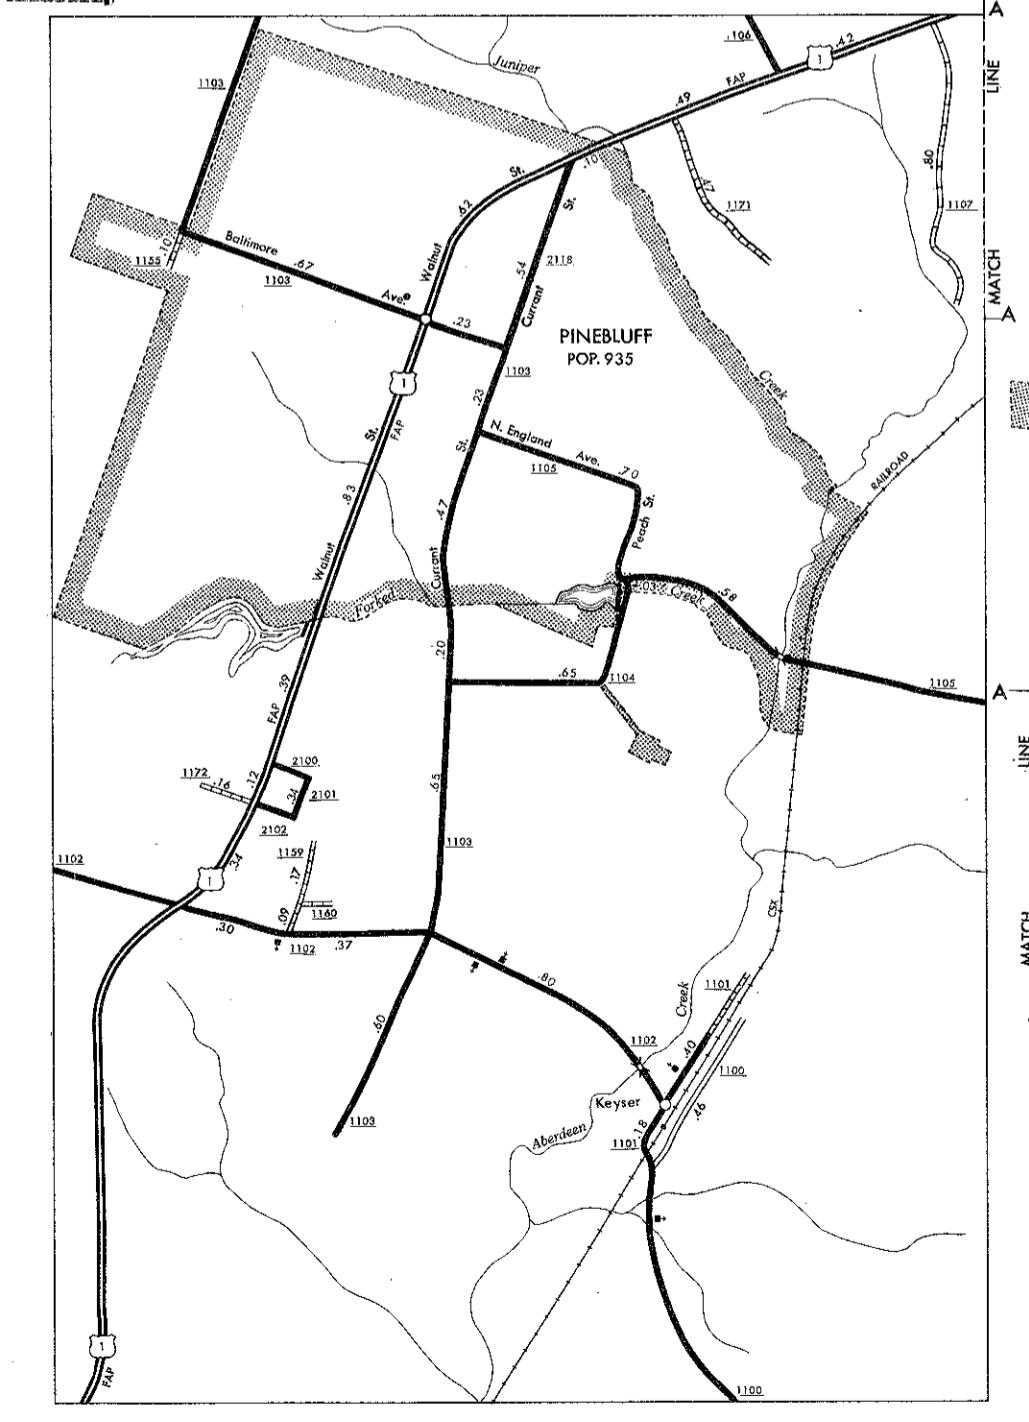 A
LINE
MATCH
A
1103
Juniper
.106
1
.42
FAP
.49
.10
St.
.62
Walnut
.47
1171
.80
1107
St.
2118
.54
Currant
1155
.10
Baltimore
.67
1103
Ave.
.23
PINEBLUFF
POP. 935
1
FAP
St.
1103
.23
Creek
N. England
Ave.
.70
1105
St.
RAILROAD
.83
.47
Peach St.
Walnut
Currant
Forked
.03
Creek
.58
.20
.65
1104
1105
A
LINE
MATCH
.39
FAP
1172
.16
.12
2100
.34
2101
2102
.34
1
1102
1159
.17
.09
1160
.30
1102
.37
.65
1103
CSX
.80
Creek
1101
.60
1102
.40
1100
.46
Keyser
1103
Aberdeen
.18
1101
1
FAP
1100